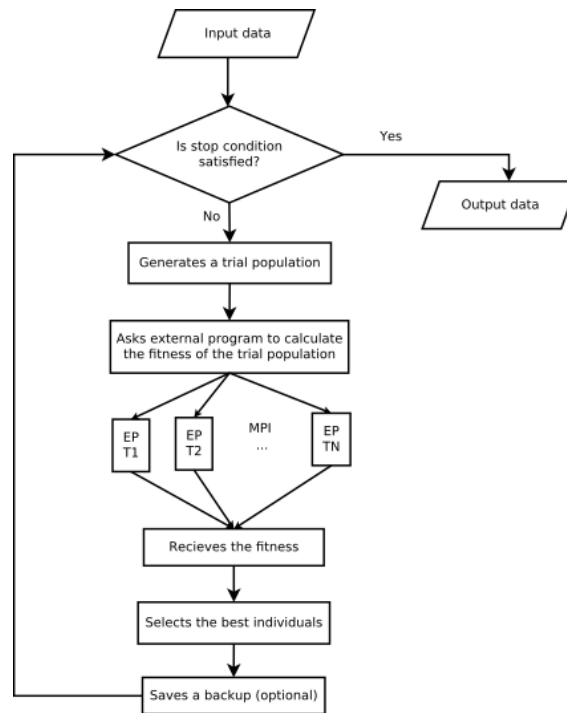 Input data
Is stop condition
satisfied?
Yes
Output data
No
Generates a trial population
Asks external program to calculate
the fitness of the trial population
EP
T1
EP
T2
MPI
...
EP
TN
Recieves the fitness
Selects the best individuals
Saves a backup (optional)